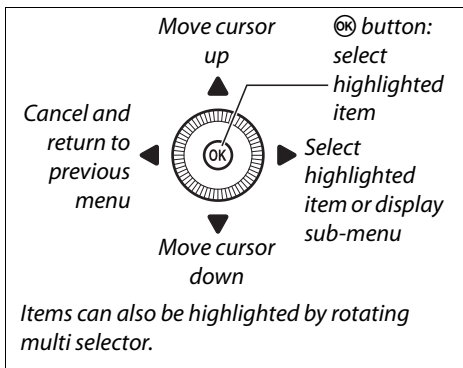 Move cursor
up
OK button:
select
highlighted
item
Cancel and
return to
previous
menu
OK
Select
highlighted
item or display
sub-menu
Move cursor
down
Items can also be highlighted by rotating
multi selector.